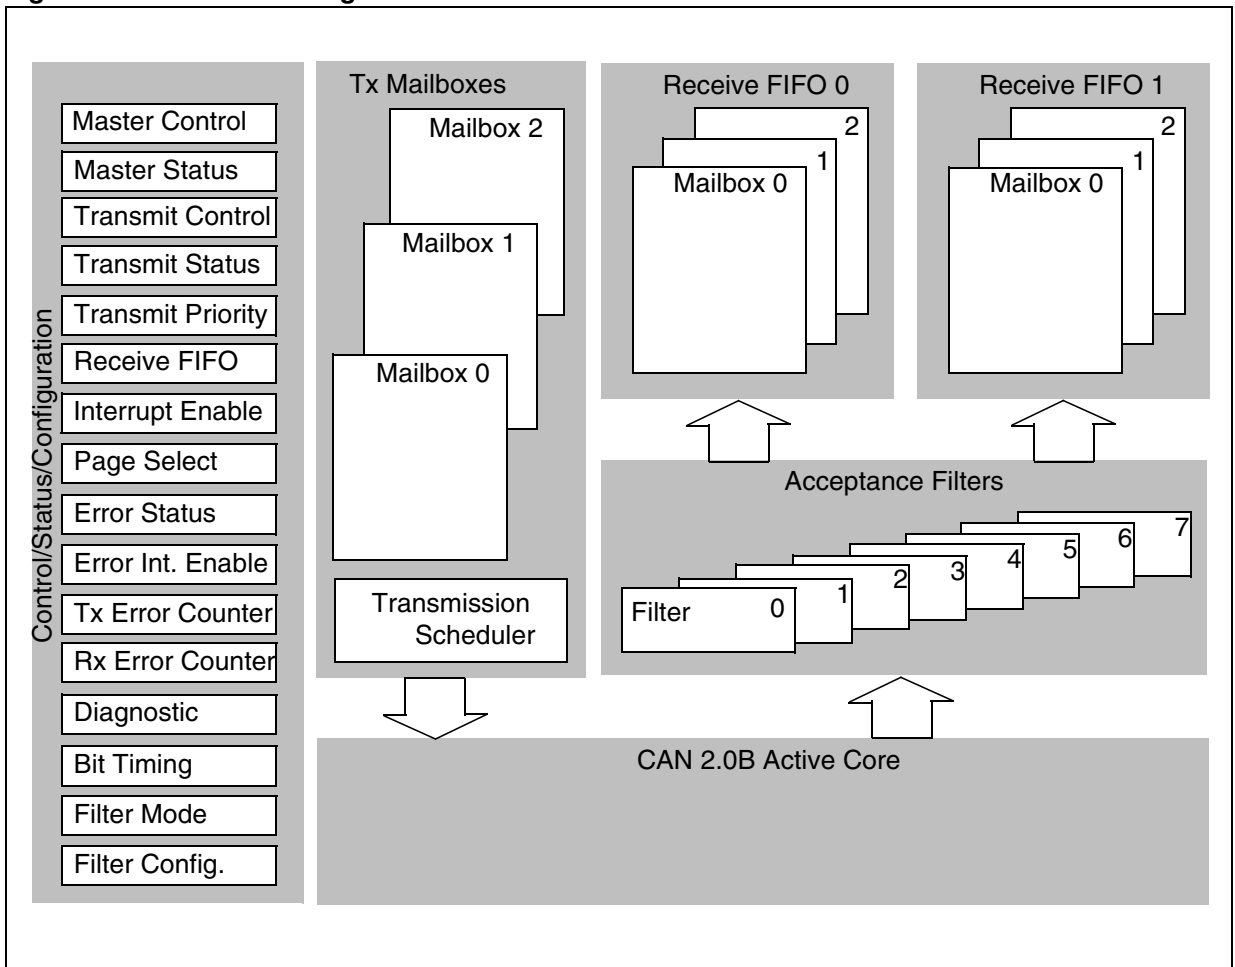 Control/Status/Configuration
Master Control
Master Status
Transmit Control
Transmit Status
Transmit Priority
Receive FIFO
Interrupt Enable
Page Select
Error Status
Error Int. Enable
Tx Error Counter
Rx Error Counter
Diagnostic
Bit Timing
Filter Mode
Filter Config.
Tx Mailboxes
Mailbox 2
Mailbox 1
Mailbox 0
Transmission
Scheduler
Receive FIFO 0
2
1
Mailbox 0
Receive FIFO 1
2
1
Mailbox 0
Acceptance Filters
Filter 0
1
2
3
4
5
6
7
CAN 2.0B Active Core